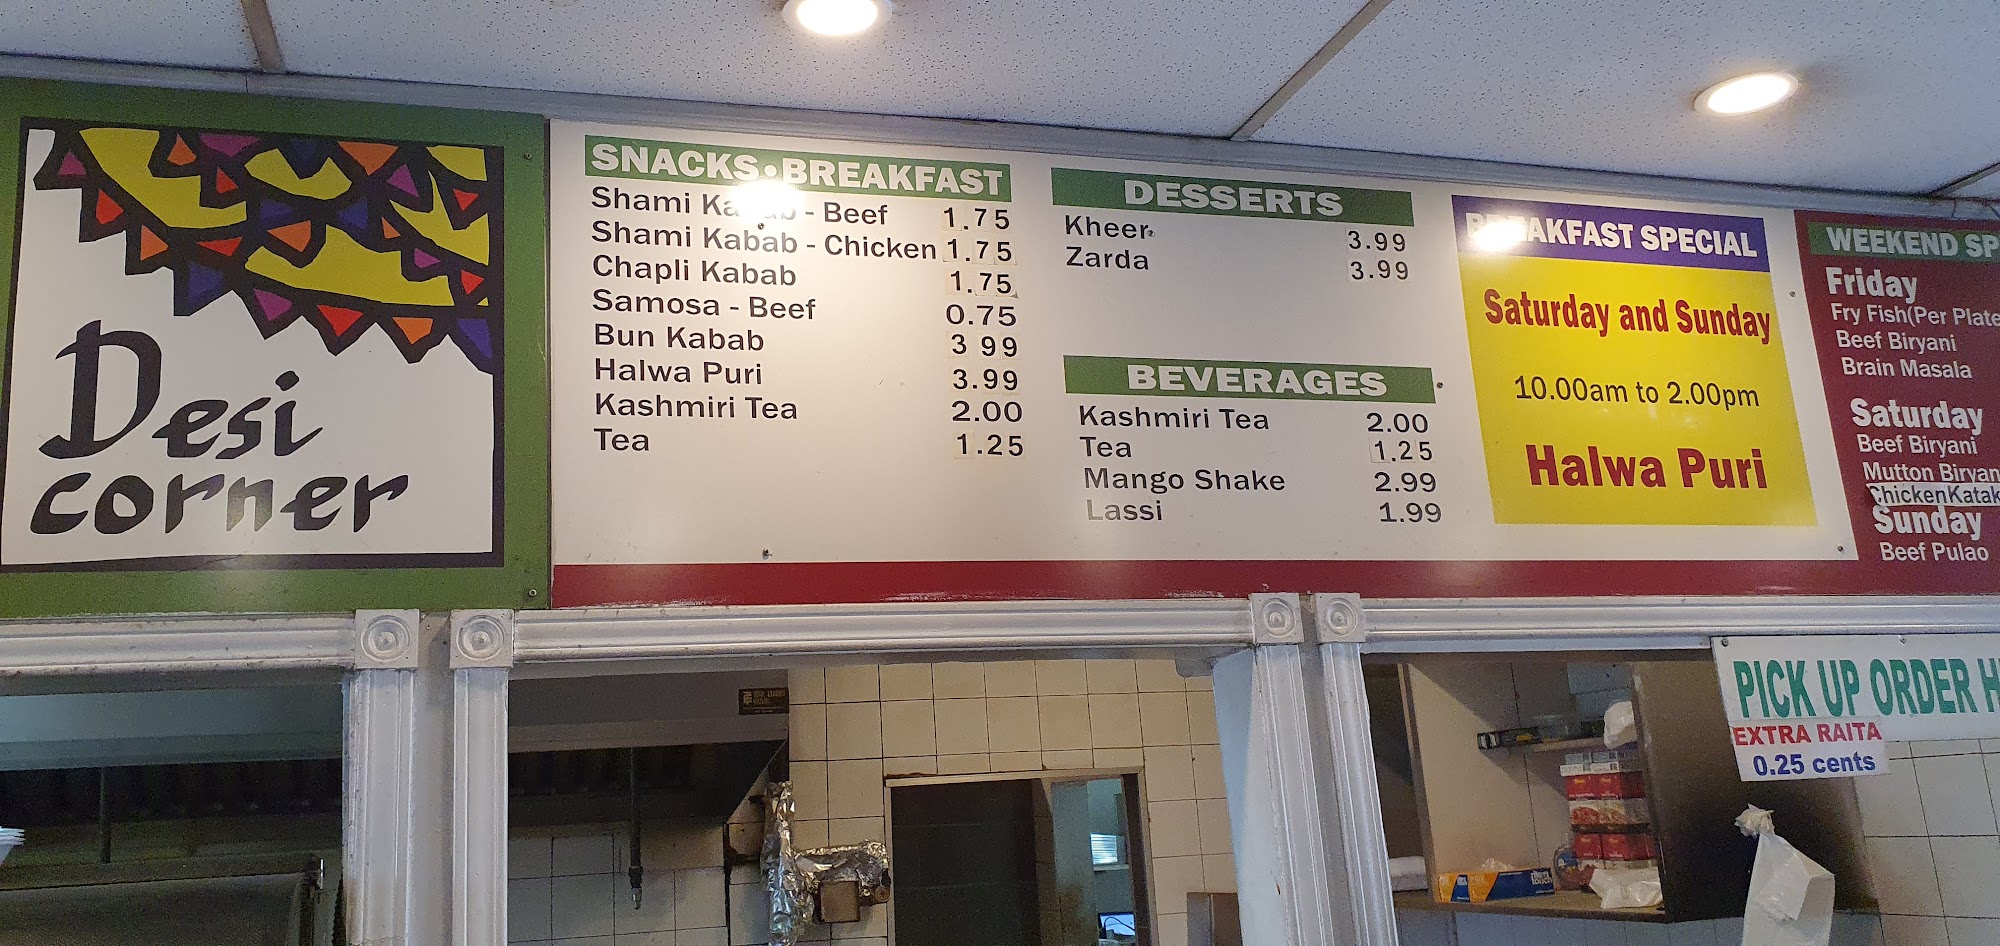 Desi
corner
SNACKS • BREAKFAST
Shami Kabab - Beef 1.75
Shami Kabab - Chicken 1.75
Chapli Kabab 1.75
Samosa - Beef 0.75
Bun Kabab 3 99
Halwa Puri 3.99
Kashmiri Tea 2.00
Tea 1.25
DESSERTS
Kheer 3.99
Zarda 3.99
BEVERAGES
Kashmiri Tea 2.00
Tea 1.25
Mango Shake 2.99
Lassi 1.99
BREAKFAST SPECIAL
Saturday and Sunday
10.00am to 2.00pm
Halwa Puri
WEEKEND SP
Friday
Fry Fish(Per Plate
Beef Biryani
Brain Masala
Saturday
Beef Biryani
Mutton Biryan
ChickenKatak
Sunday
Beef Pulao
PICK UP ORDER H
EXTRA RAITA
0.25 cents